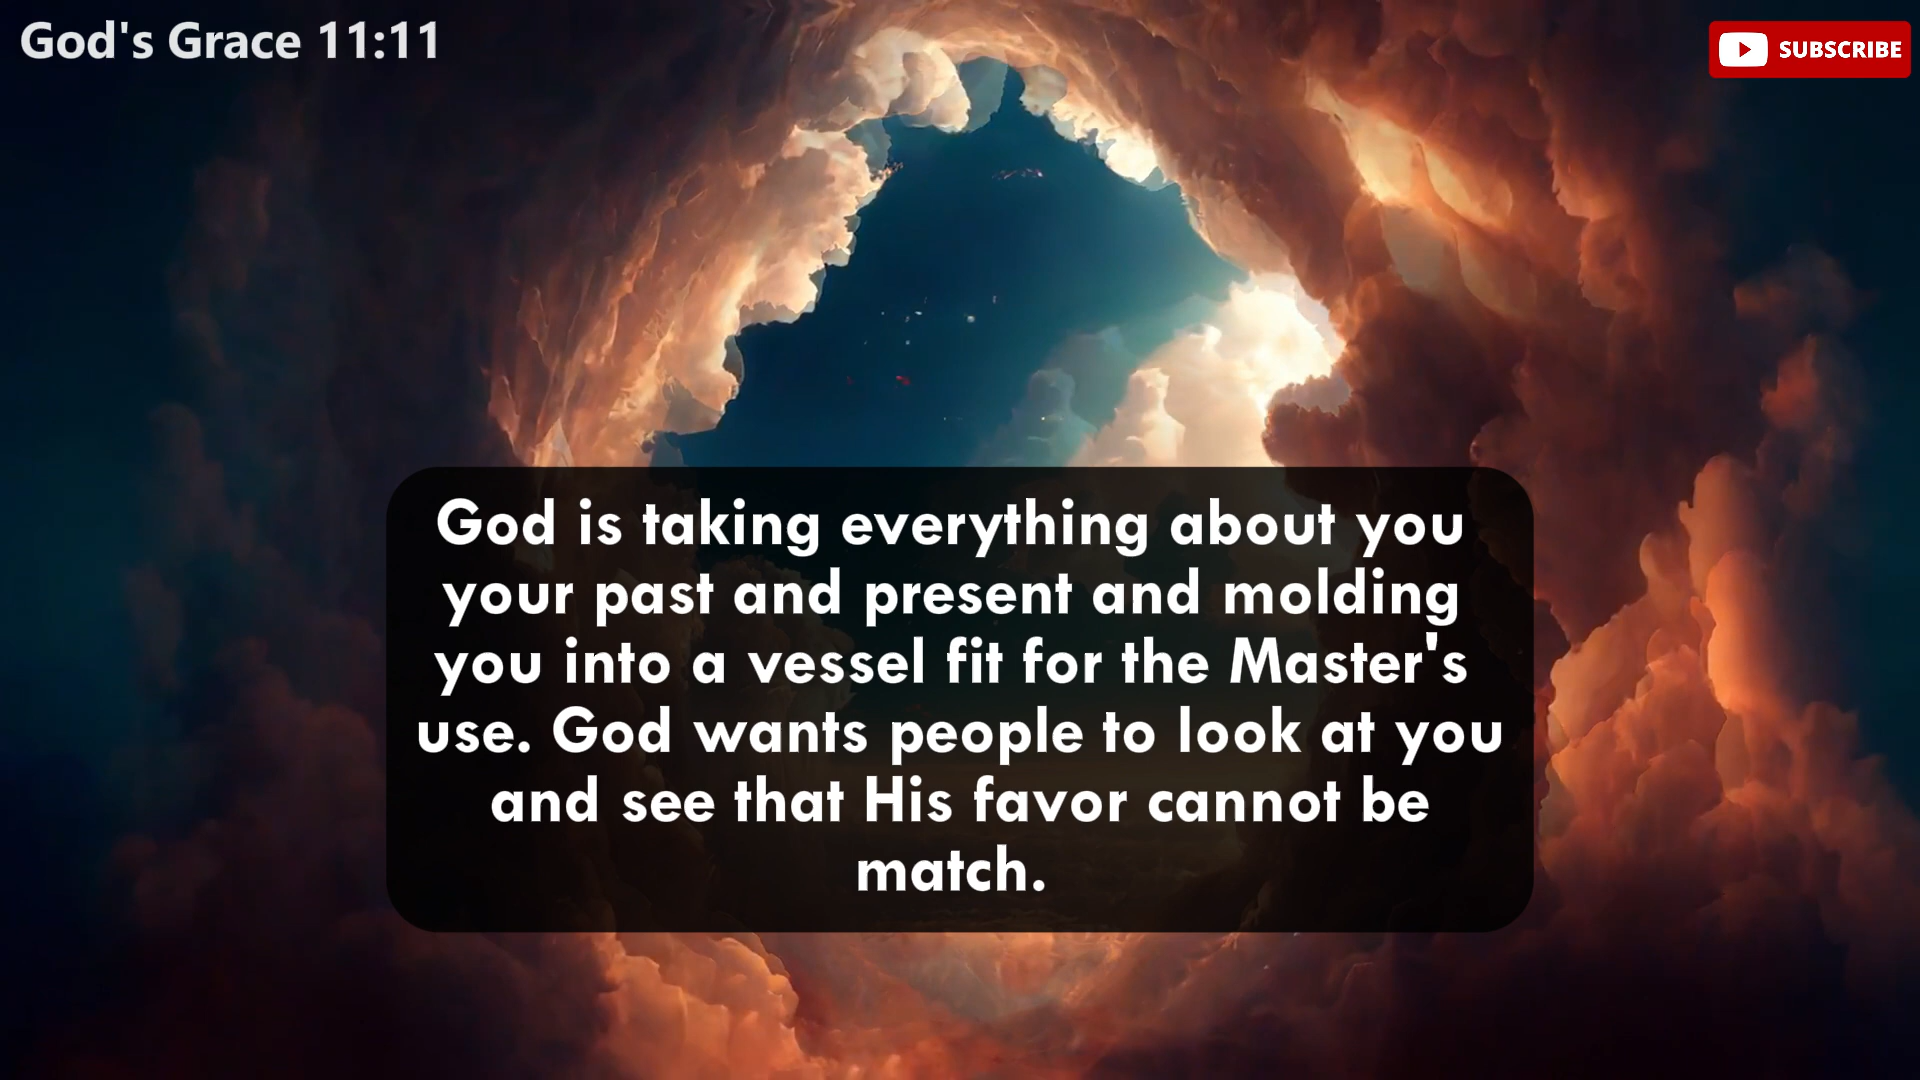 God's Grace 11:11
SUBSCRIBE
God is taking everything about you
your past and present and molding
you into a vessel fit for the Master's
use. God wants people to look at you
and see that His favor cannot be
match.